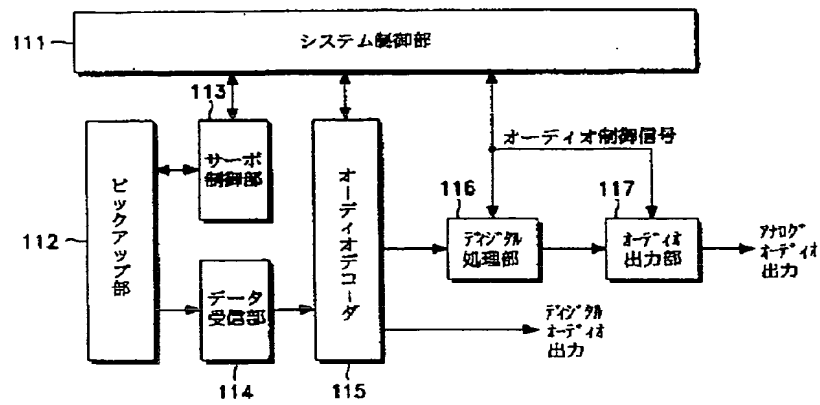 111
システム制御部
113
サーボ
制御部
オーディオ制御信号
116
117
112
ピックアップ部
オーディオデコーダ
ディジタル
処理部
オーディオ
出力部
アナログ
オーディオ
出力
データ
受信部
ディジタル
オーディオ
出力
114
115